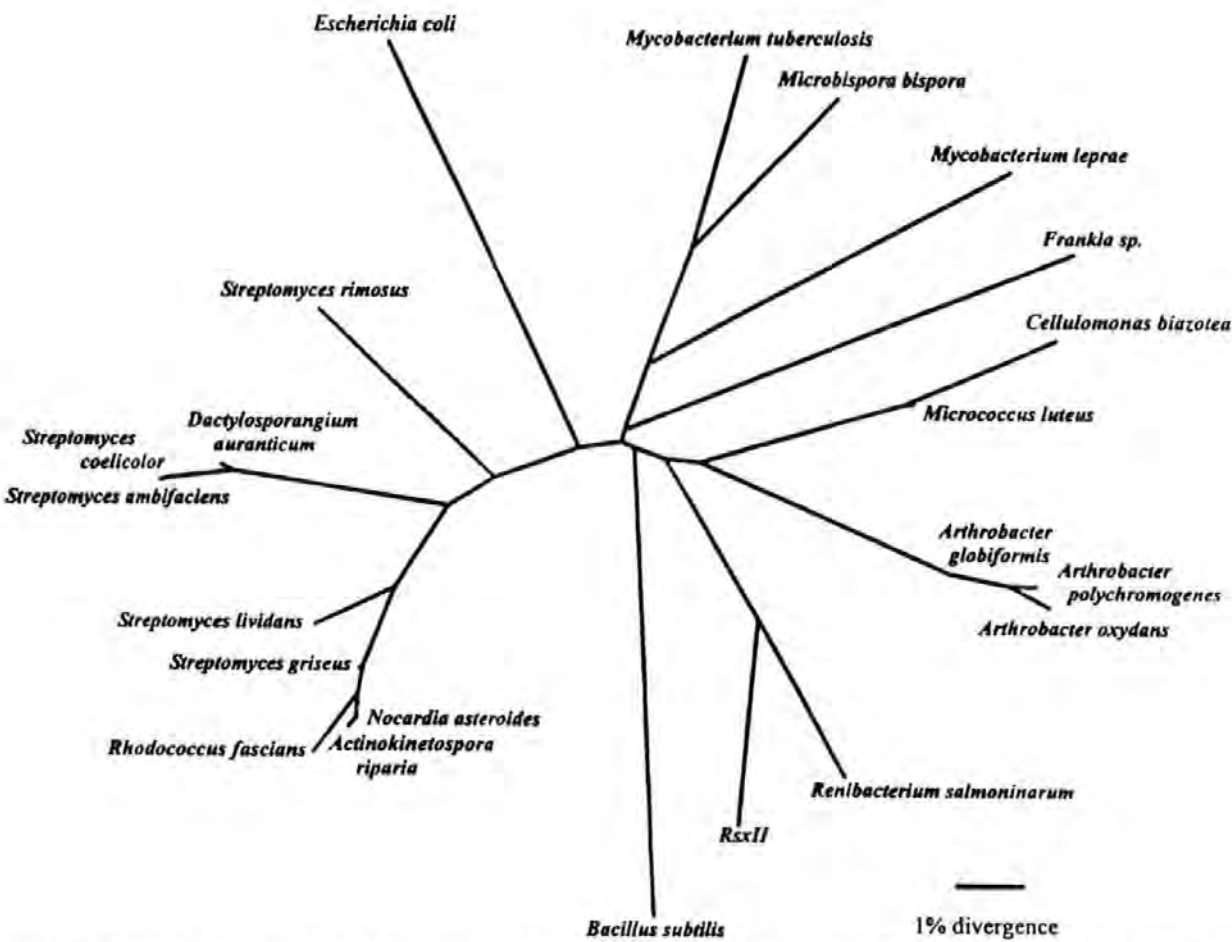 Escherichia coli
Mycobacterium tuberculosis
Microbispora bispora
Mycobacterium leprae
Frankia sp.
Streptomyces rimosus
Cellulomonas biazotea
Dactylosporangium
auranticum
Micrococcus luteus
Streptomyces
coelicolor
Streptomyces ambifaciens
Arthrobacter
globiformis
Arthrobacter
polychromogenes
Arthrobacter oxydans
Streptomyces lividans
Streptomyces griseus
Nocardia asteroides
Rhodococcus fascians
Actinokinetospora
riparia
Renibacterium salmoninarum
RsxII
Bacillus subtilis
1% divergence